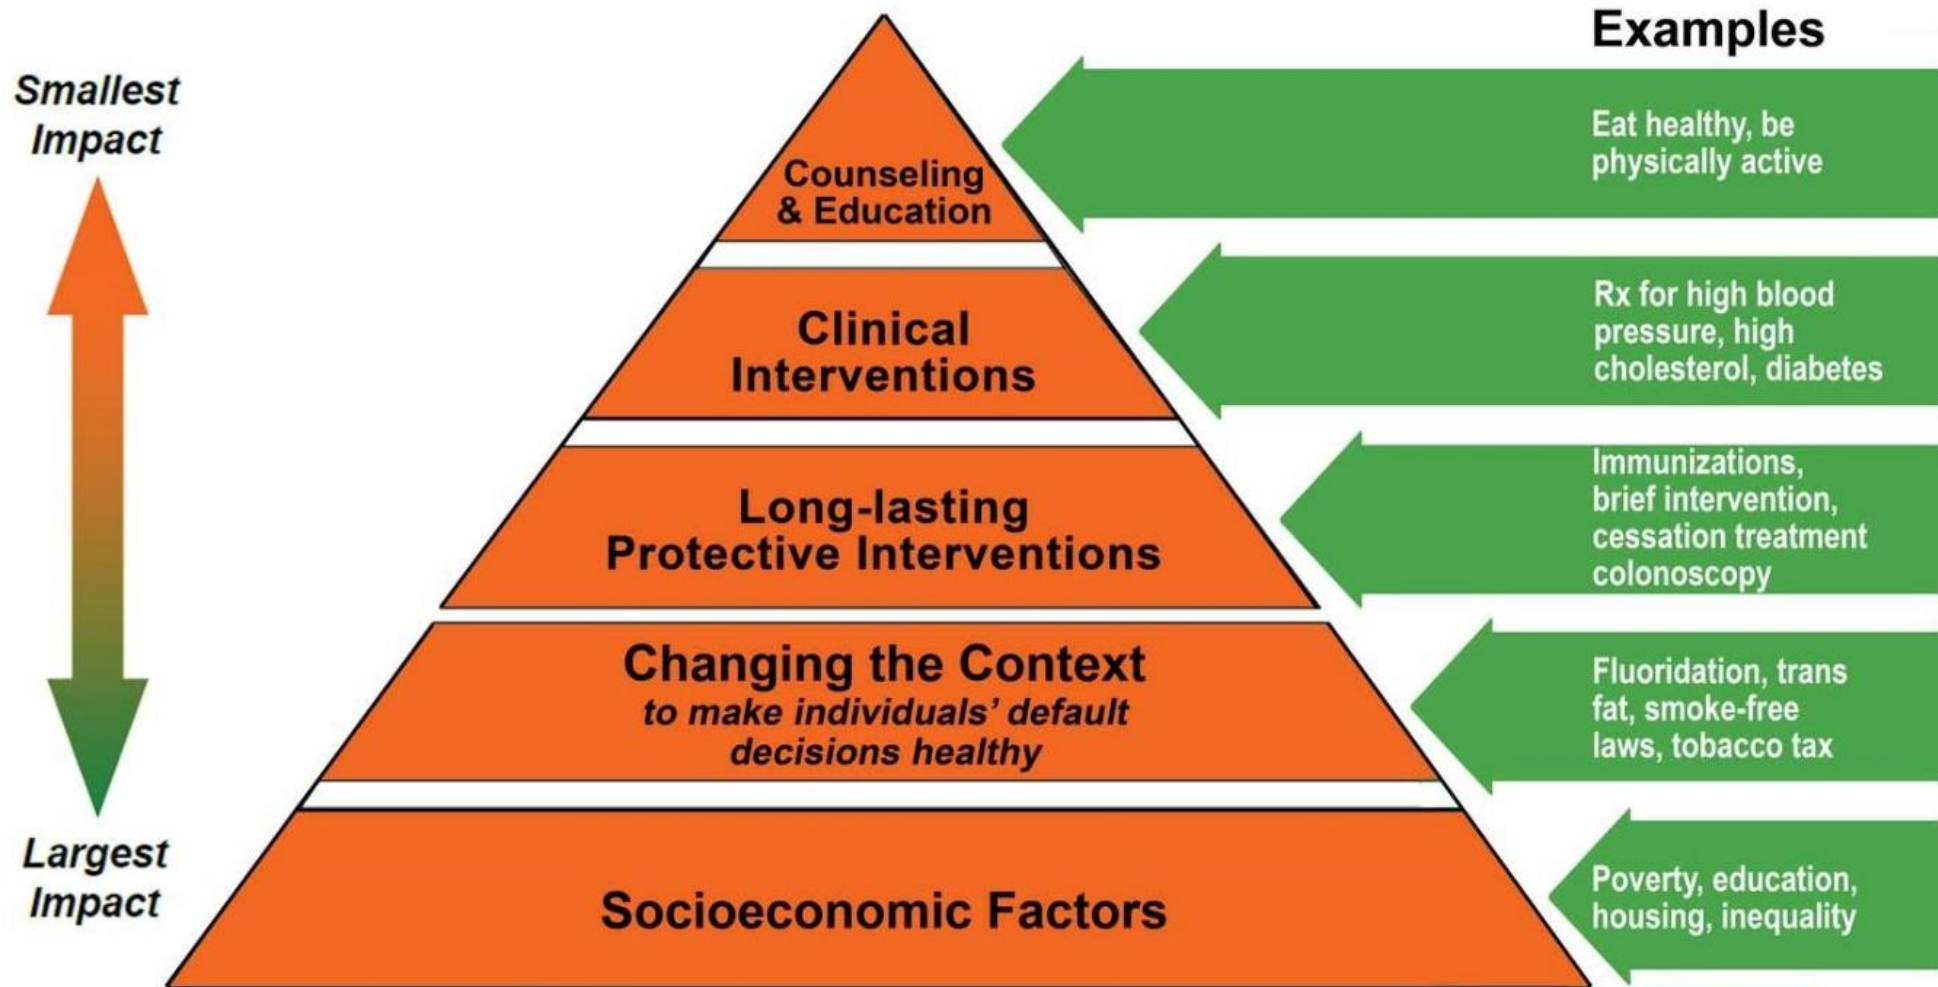 Examples
Smallest
Impact
Counseling
& Education
Eat healthy, be
physically active
Clinical
Interventions
Rx for high blood
pressure, high
cholesterol, diabetes
Long-lasting
Protective Interventions
Immunizations,
brief intervention,
cessation treatment
colonoscopy
Changing the Context
to make individuals’ default
decisions healthy
Fluoridation, trans
fat, smoke-free
laws, tobacco tax
Largest
Impact
Socioeconomic Factors
Poverty, education,
housing, inequality